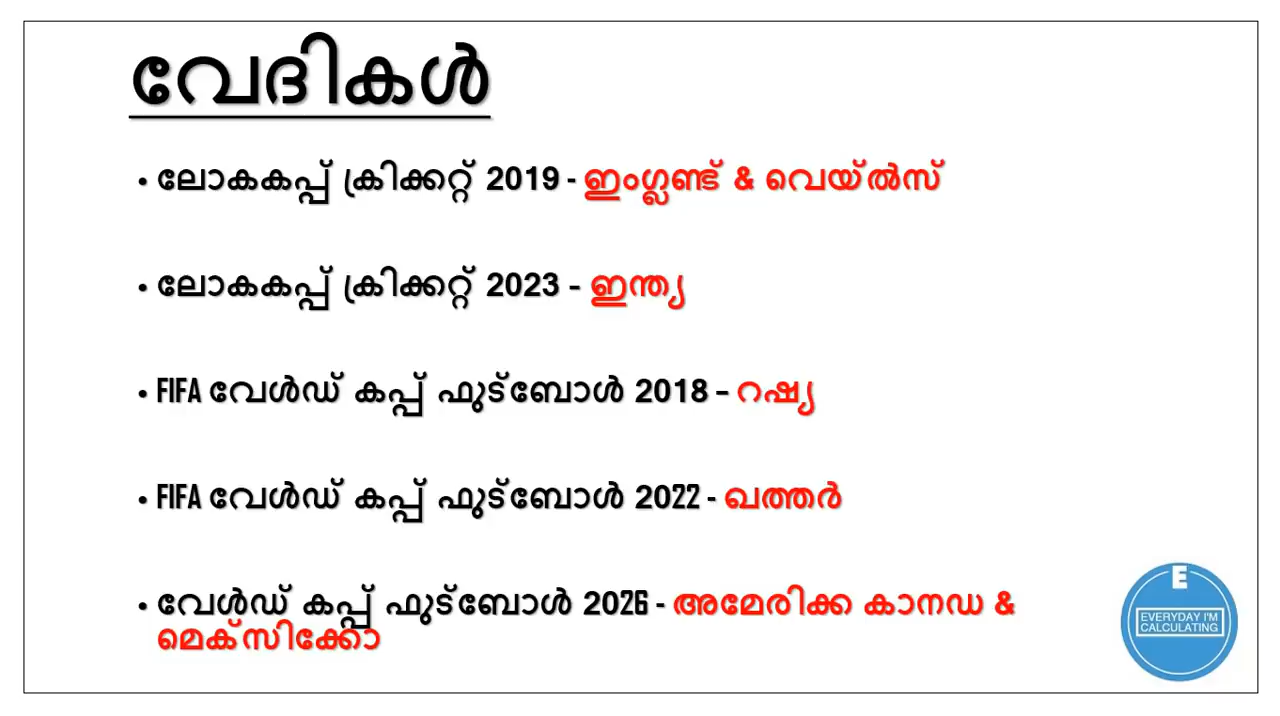 വേദികൾ
• ലോകകപ്പ് ക്രിക്കറ്റ് 2019 - ഇംഗ്ലണ്ട് & വെയ്ൽസ്
• ലോകകപ്പ് ക്രിക്കറ്റ് 2023 – ഇന്ത്യ
• FIFA വേൾഡ് കപ്പ് ഫുട്ബോൾ 2018 – റഷ്യ
• FIFA വേൾഡ് കപ്പ് ഫുട്ബോൾ 2022 - ഖത്തർ
• വേൾഡ് കപ്പ് ഫുട്ബോൾ 2026 - അമേരിക്ക കാനഡ &
മെക്സിക്കോ
E
EVERYDAY I'M
CALCULATING